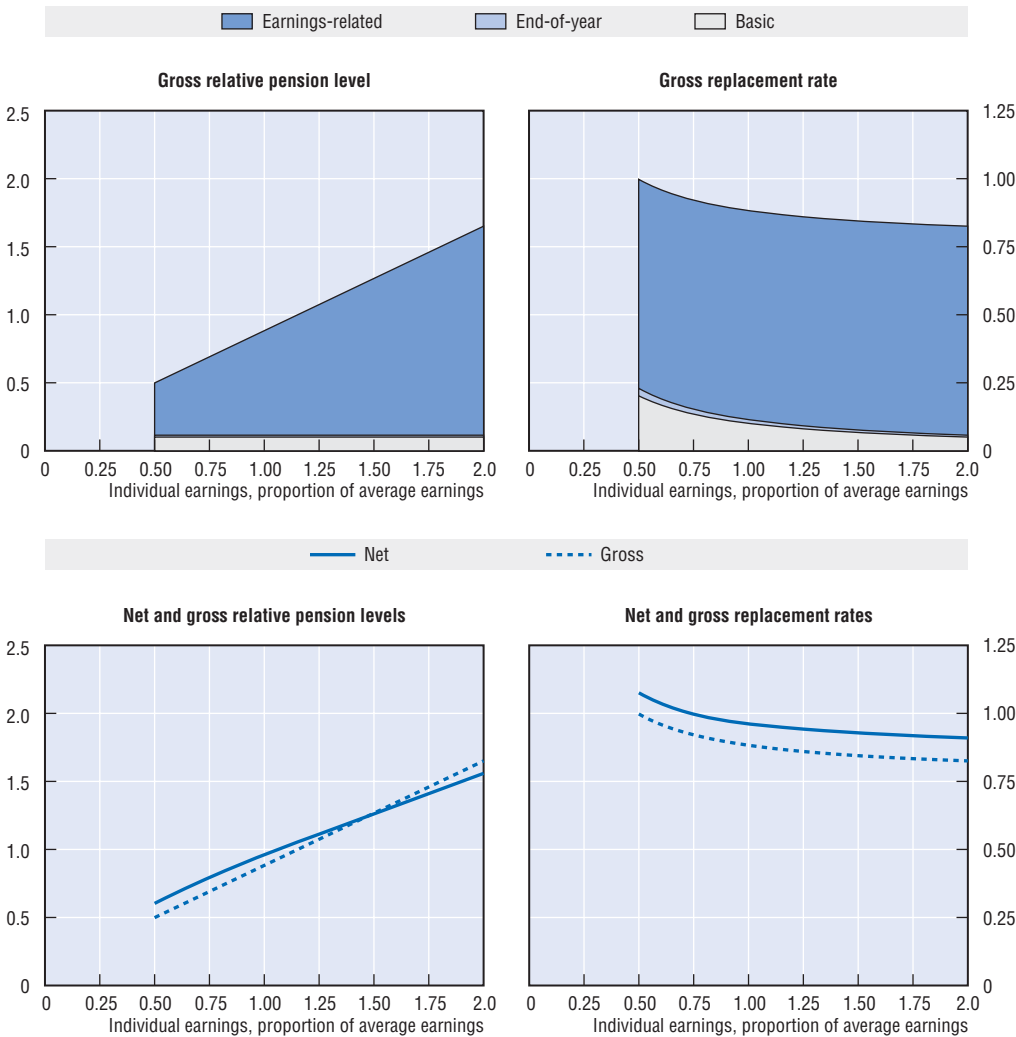 Earnings-related End-of-year Basic
Gross relative pension level
2.5
2.0
1.5
1.0
0.5
0
0 0.25 0.50 0.75 1.00 1.25 1.50 1.75 2.0
Individual earnings, proportion of average earnings
Gross replacement rate
1.25
1.00
0.75
0.50
0.25
0
0 0.25 0.50 0.75 1.00 1.25 1.50 1.75 2.0
Individual earnings, proportion of average earnings
Net Gross
Net and gross relative pension levels
2.5
2.0
1.5
1.0
0.5
0
0 0.25 0.50 0.75 1.00 1.25 1.50 1.75 2.0
Individual earnings, proportion of average earnings
Net and gross replacement rates
1.25
1.00
0.75
0.50
0.25
0
0 0.25 0.50 0.75 1.00 1.25 1.50 1.75 2.0
Individual earnings, proportion of average earnings